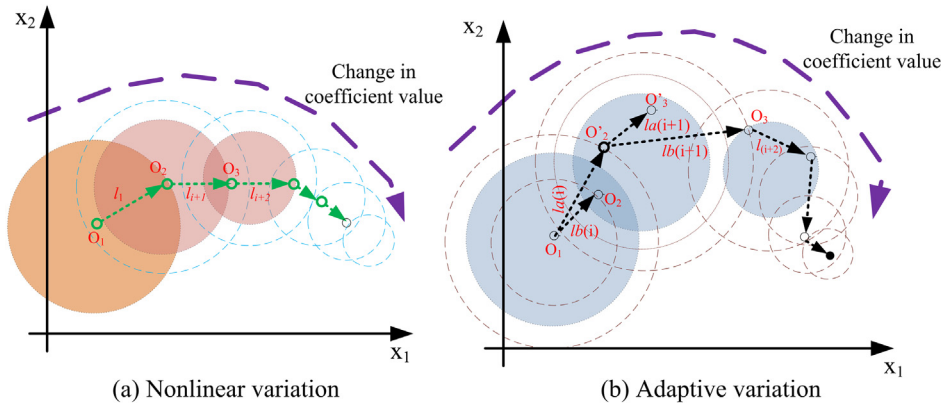 x2
Change in
coefficient value
O1
l1
O2
li+1
O3
li+2
x1
(a) Nonlinear variation
x2
Change in
coefficient value
O'3
la(i+1)
O'2
lb(i+1)
O3
l(i+2)
la(i)
O2
lb(i)
O1
x1
(b) Adaptive variation